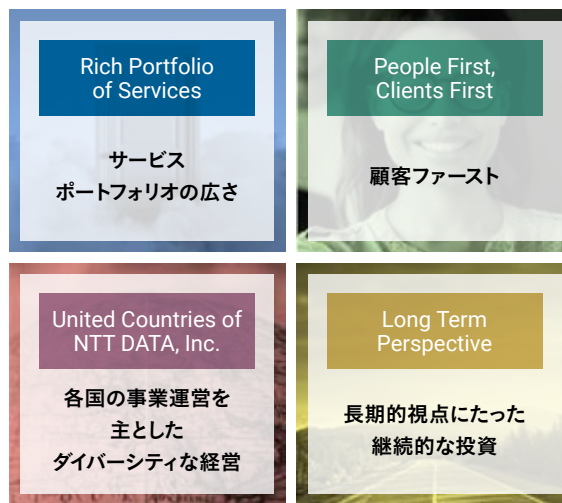 Rich Portfolio
of Services
サービス
ポートフォリオの広さ
People First,
Clients First
顧客ファースト
United Countries of
NTT DATA, Inc.
各国の事業運営を
主とした
ダイバーシティな経営
Long Term
Perspective
長期的視点にたった
継続的な投資